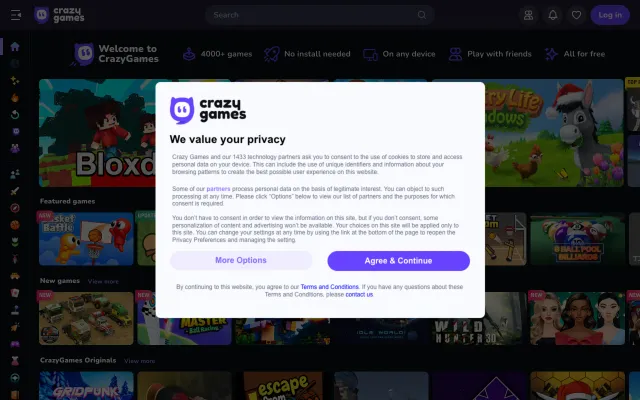 crazy games
Search
Log in
Welcome to CrazyGames
4000+ games
No install needed
On any device
Play with friends
All for free
crazy games
We value your privacy
Crazy Games and our 1433 technology partners ask you to consent to the use of cookies to store and access
personal data on your device. This can include the use of unique identifiers and information about your
browsing patterns to create the best possible user experience on this website.
Some of our partners process personal data on the basis of legitimate interest. You can object to such
processing at any time. Please click "Options" below to view our list of partners and the purposes for which
consent is required.
You don't have to consent in order to view the information on this site, but if you don't consent, some
personalization of content and advertising won't be available. Your choices on this site will be applied only to
this site. You can change your settings at any time by using the link at the bottom of the page to reopen the
Privacy Preferences and managing the setting.
More Options
Agree & Continue
By continuing to this website, you agree to our Terms and Conditions. If you have any questions about these
Terms and Conditions, please contact us
Bloxd
Featured games
NEW
8 BALL POOL
BILLIARDS
New games
View more
NEW
NEW
NEW
NEW
MASTER
IDLE WORLD!
WILD
HUNTER 3D
CrazyGames Originals
View more
GRIDPUNK
escape
FROM